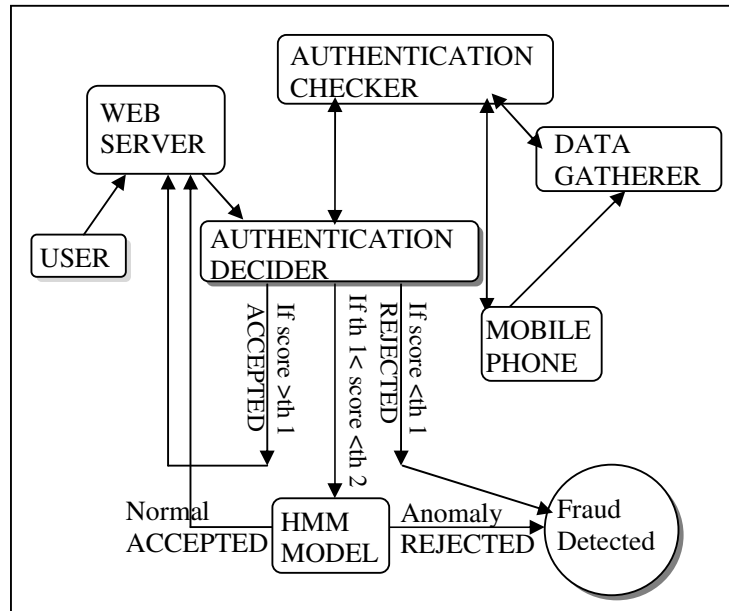 AUTHENTICATION
CHECKER
WEB
SERVER
DATA
GATHERER
USER
AUTHENTICATION
DECIDER
MOBILE
PHONE
If score >th 1
ACCEPTED
If th 1< score <th 2
If score <th 1
REJECTED
Normal
ACCEPTED
HMM
MODEL
Anomaly
REJECTED
Fraud
Detected